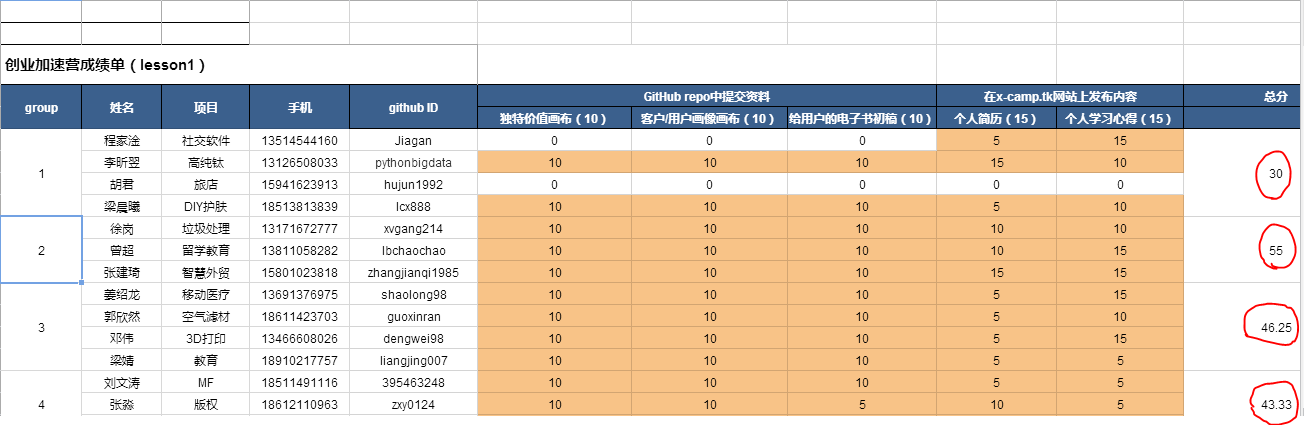 创业加速营成绩单（lesson1）
group 姓名 项目 手机 github ID GitHub repo中提交资料 在x-camp.tk网站上发布内容 总分
独特价值画布（10） 客户/用户画像画布（10） 给用户的电子书初稿（10） 个人简历（15） 个人学习心得（15）
1 程家淦 社交软件 13514544160 Jiagan 0 0 0 5 15 30
李昕翌 高纯钛 13126508033 pythonbigdata 10 10 10 15 10
胡君 旅店 15941623913 hujun1992 0 0 0 0 0
梁晨曦 DIY护肤 18513813839 lcx888 10 10 10 5 10
2 徐岗 垃圾处理 13171672777 xvgang214 10 10 10 10 10 55
曾超 留学教育 13811058282 lbchaochao 10 10 10 10 15
张建琦 智慧外贸 15801023818 zhangjianqi1985 10 10 10 15 15
3 姜绍龙 移动医疗 13691376975 shaolong98 10 10 10 5 15 46.25
郭欣然 空气滤材 18611423703 guoxinran 10 10 10 5 10
邓伟 3D打印 13466608026 dengwei98 10 10 10 5 15
梁婧 教育 18910217757 liangjing007 10 10 10 5 5
4 刘文涛 MF 18511491116 395463248 10 10 10 5 5 43.33
张淼 版权 18612110963 zxy0124 10 10 5 10 5